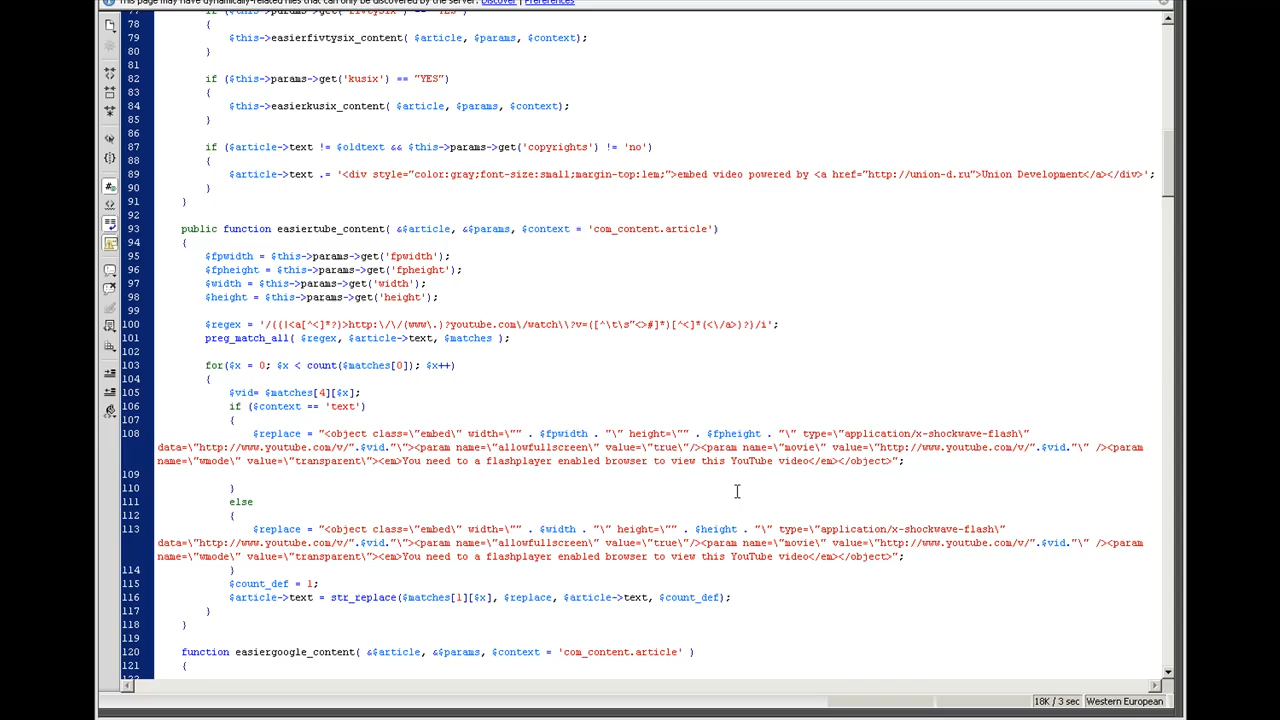 This page may have dynamically-related files that can only be discovered by the server. Discover | Preferences
77 if ($this->params->get('fivtysix') == "YES")
78 {
79 $this->easierfivtysix_content( $article, $params, $context);
80 }
81
82 if ($this->params->get('kusix') == "YES")
83 {
84 $this->easierkusix_content( $article, $params, $context);
85 }
86
87 if ($article->text != $oldtext && $this->params->get('copyrights') != 'no')
88 {
89 $article->text .= '<div style="color:gray;font-size:small;margin-top:1em;">embed video powered by <a href="http://union-d.ru">Union Development</a></div>';
90 }
91 }
92
93 public function easiertube_content( &$article, &$params, $context = 'com_content.article')
94 {
95 $fpwidth = $this->params->get('fpwidth');
96 $fpheight = $this->params->get('fpheight');
97 $width = $this->params->get('width');
98 $height = $this->params->get('height');
99
100 $regex = '/((|<a[^<]*?)>http:\/\/(www\.)?youtube.com\/watch\\?v=([^\t\s"<>#]*)[^<]*(<\/a>)?)/i';
101 preg_match_all( $regex, $article->text, $matches );
102
103 for($x = 0; $x < count($matches[0]); $x++)
104 {
105 $vid= $matches[4][$x];
106 if ($context == 'text')
107 {
108 $replace = "<object class=\"embed\" width=\"" . $fpwidth . "\" height=\"" . $fpheight . "\" type=\"application/x-shockwave-flash\"
data=\"http://www.youtube.com/v/".$vid."\"><param name=\"allowfullscreen\" value=\"true\"/><param name=\"movie\" value=\"http://www.youtube.com/v/".$vid."\" /><param
name=\"wmode\" value=\"transparent\"><em>You need to a flashplayer enabled browser to view this YouTube video</em></object>";
109
110 }
111 else
112 {
113 $replace = "<object class=\"embed\" width=\"" . $width . "\" height=\"" . $height . "\" type=\"application/x-shockwave-flash\"
data=\"http://www.youtube.com/v/".$vid."\"><param name=\"allowfullscreen\" value=\"true\"/><param name=\"movie\" value=\"http://www.youtube.com/v/".$vid."\" /><param
name=\"wmode\" value=\"transparent\"><em>You need to a flashplayer enabled browser to view this YouTube video</em></object>";
114 }
115 $count_def = 1;
116 $article->text = str_replace($matches[1][$x], $replace, $article->text, $count_def);
117 }
118 }
119
120 function easiergoogle_content( &$article, &$params, $context = 'com_content.article' )
121 {
18K / 3 sec Western European